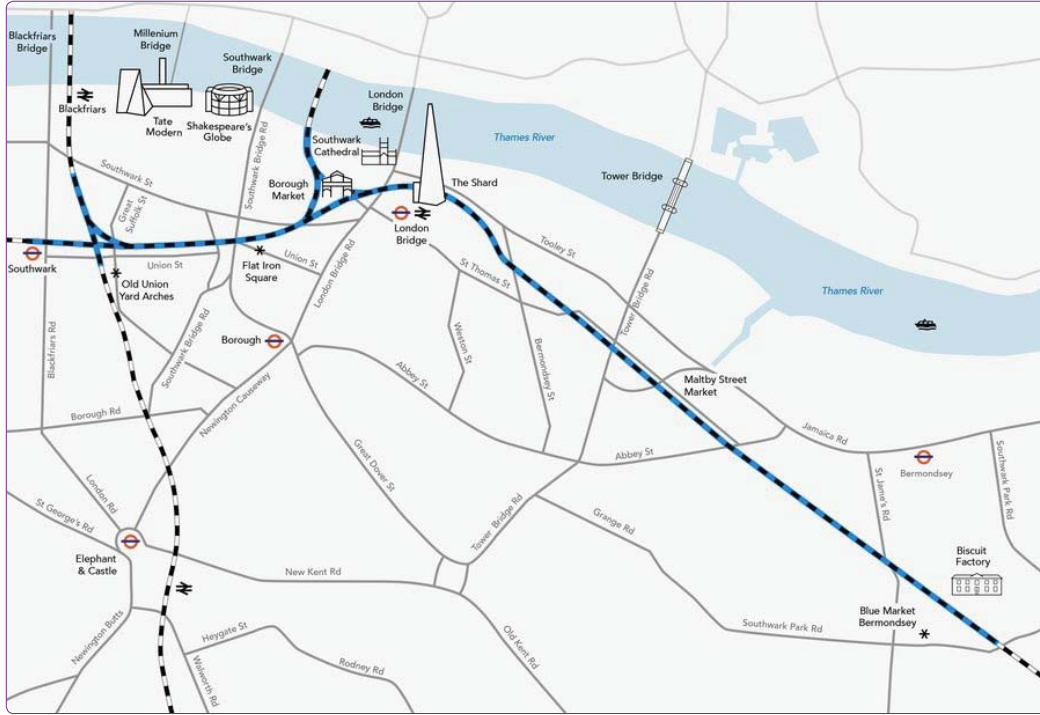 Blackfriars
Bridge
Millenium
Bridge
Southwark
Bridge
London
Bridge
Blackfriars
Tate
Modern
Shakespeare's
Globe
Southwark Bridge Rd
Southwark
Cathedral
Thames River
Tower Bridge
Southwark St
Great
Suffolk St
Borough
Market
The Shard
London
Bridge
Tooley St
Southwark
Union St
Flat Iron
Square
Union St
London Bridge Rd
St Thomas St
Tower Bridge Rd
Thames River
Old Union
Yard Arches
Blackfriars Rd
Southwark Bridge Rd
Borough
Weston St
Bermondsey St
Abbey St
Maltby Street
Market
Borough Rd
Newington Causeway
Great Dover St
Abbey St
Jamaica Rd
Bermondsey
Southwark Park Rd
St Jame's Rd
London Rd
St George's Rd
Tower Bridge Rd
Grange Rd
Elephant
& Castle
New Kent Rd
Biscuit
Factory
Blue Market
Bermondsey
Southwark Park Rd
Newington Butts
Heygate St
Walworth Rd
Rodney Rd
Old Kent Rd